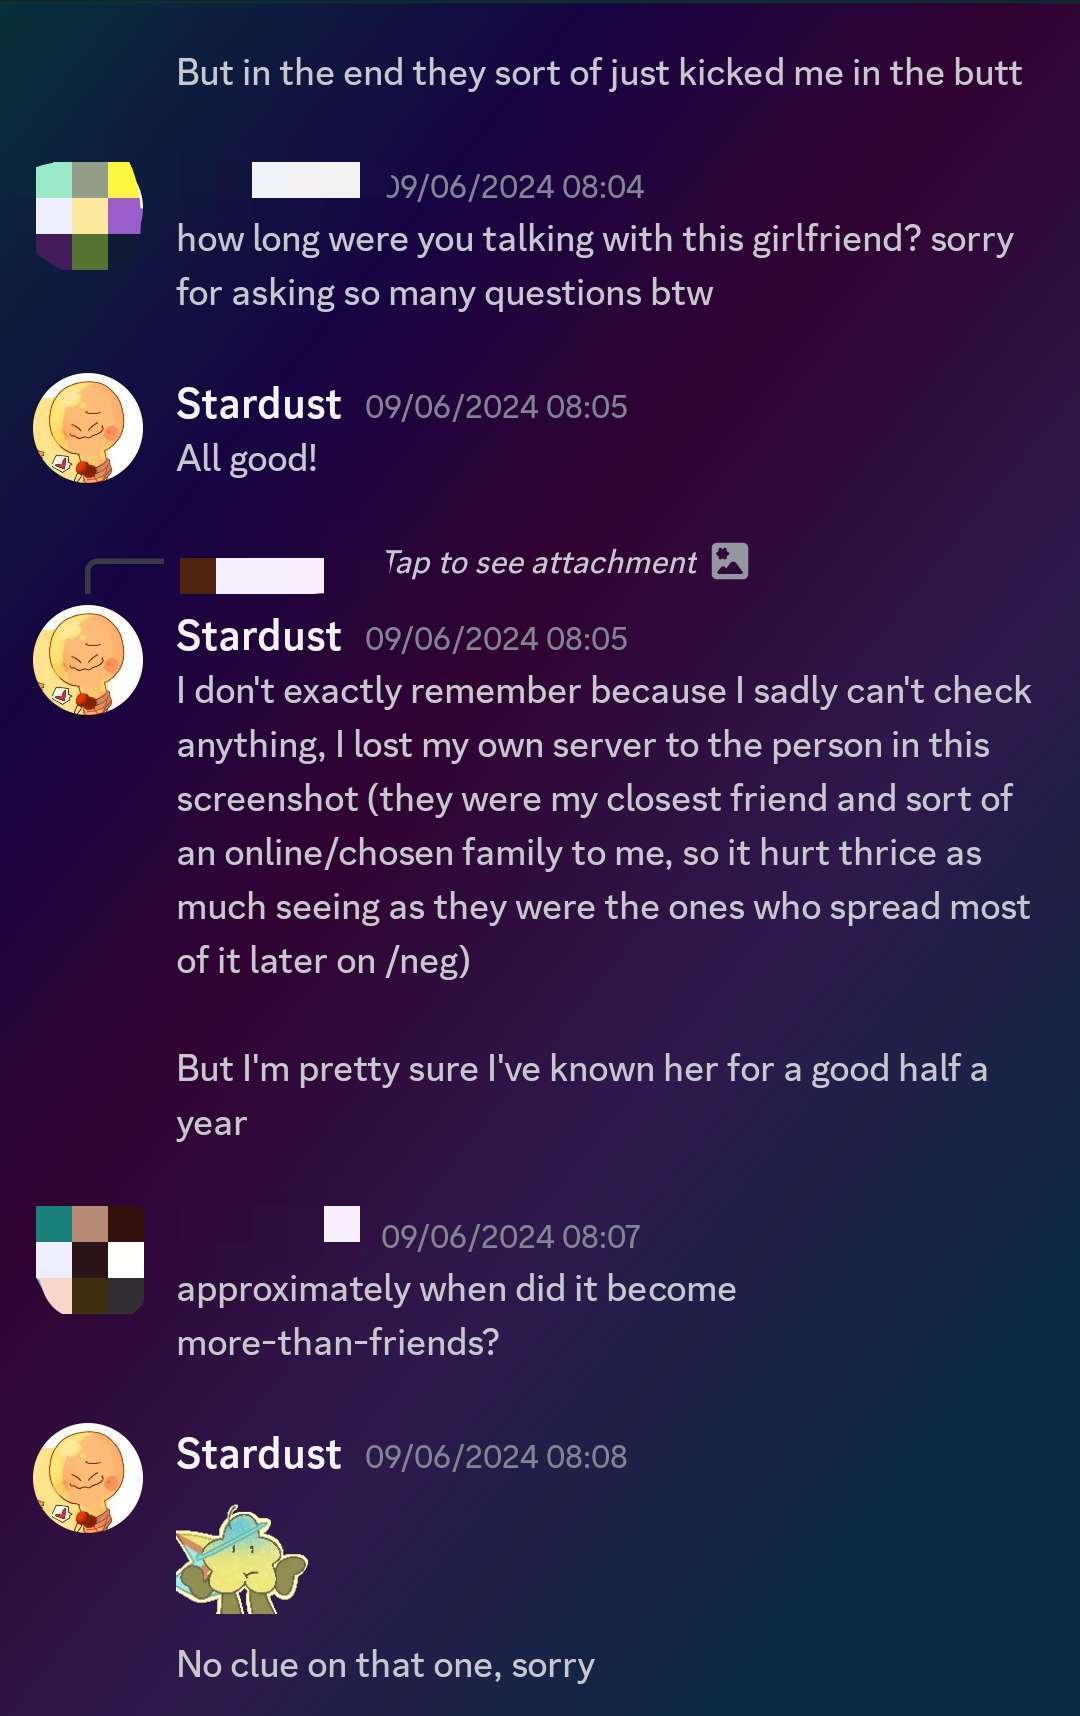 But in the end they sort of just kicked me in the butt
09/06/2024 08:04
how long were you talking with this girlfriend? sorry
for asking so many questions btw
Stardust 09/06/2024 08:05
All good!
Tap to see attachment
Stardust 09/06/2024 08:05
I don't exactly remember because I sadly can't check
anything, I lost my own server to the person in this
screenshot (they were my closest friend and sort of
an online/chosen family to me, so it hurt thrice as
much seeing as they were the ones who spread most
of it later on /neg)
But I'm pretty sure I've known her for a good half a
year
09/06/2024 08:07
approximately when did it become
more-than-friends?
Stardust 09/06/2024 08:08
No clue on that one, sorry